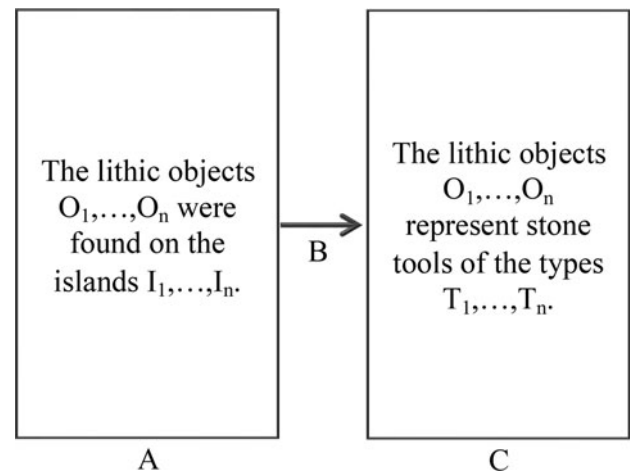 The lithic objects
O₁,…,Oₙ were
found on the
islands I₁,…,Iₙ.
A
B
The lithic objects
O₁,…,Oₙ
represent stone
tools of the types
T₁,…,Tₙ.
C